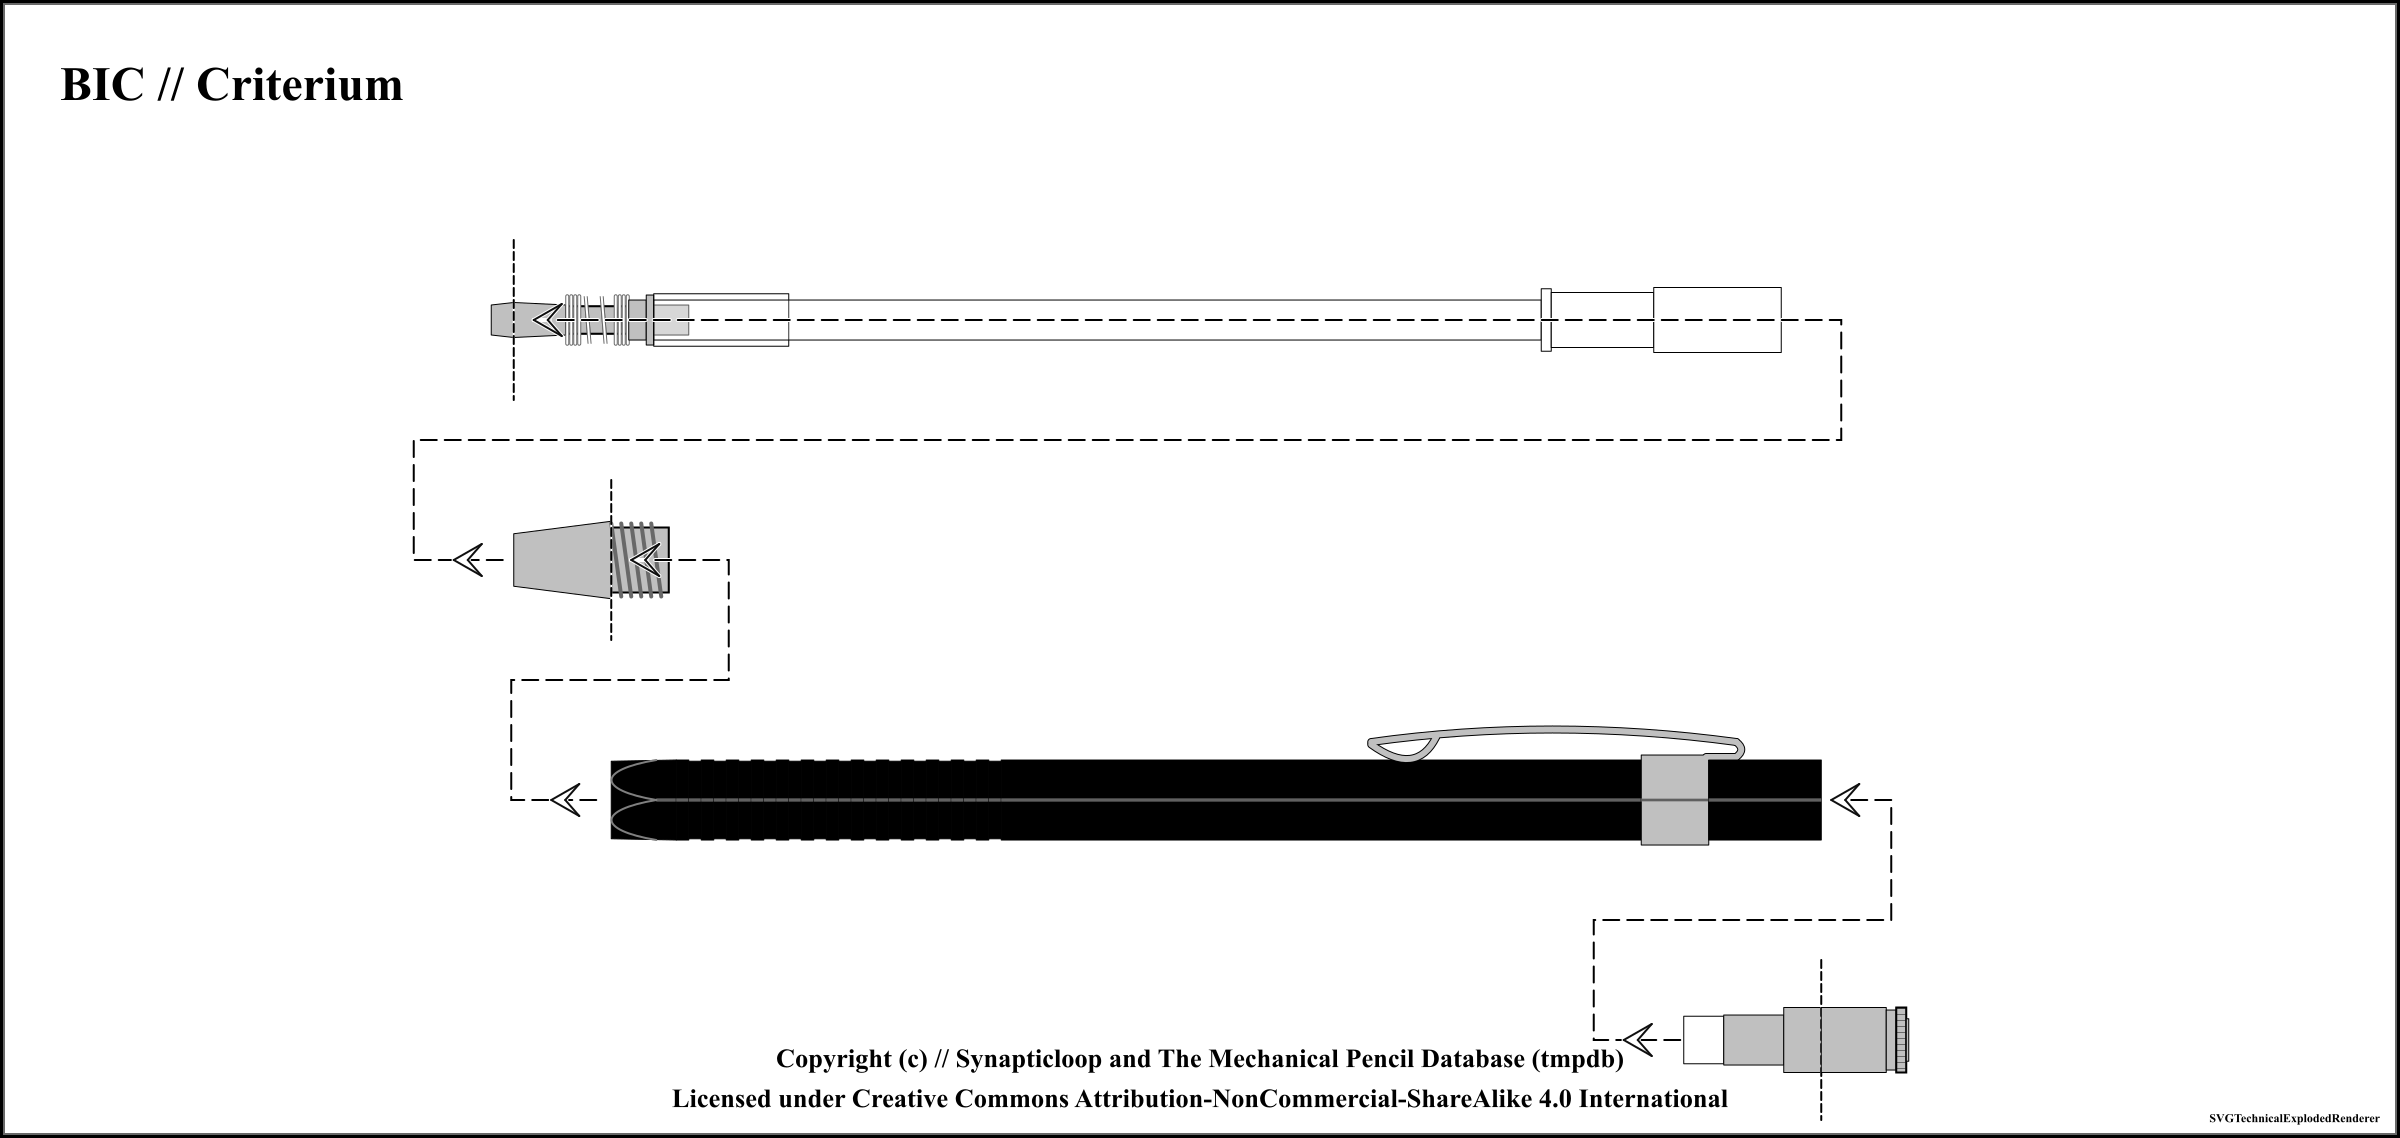 BIC // Criterium
Copyright (c) // Synapticloop and The Mechanical Pencil Database (tmpdb)
Licensed under Creative Commons Attribution-NonCommercial-ShareAlike 4.0 International
SVGTechnicalExplodedRenderer